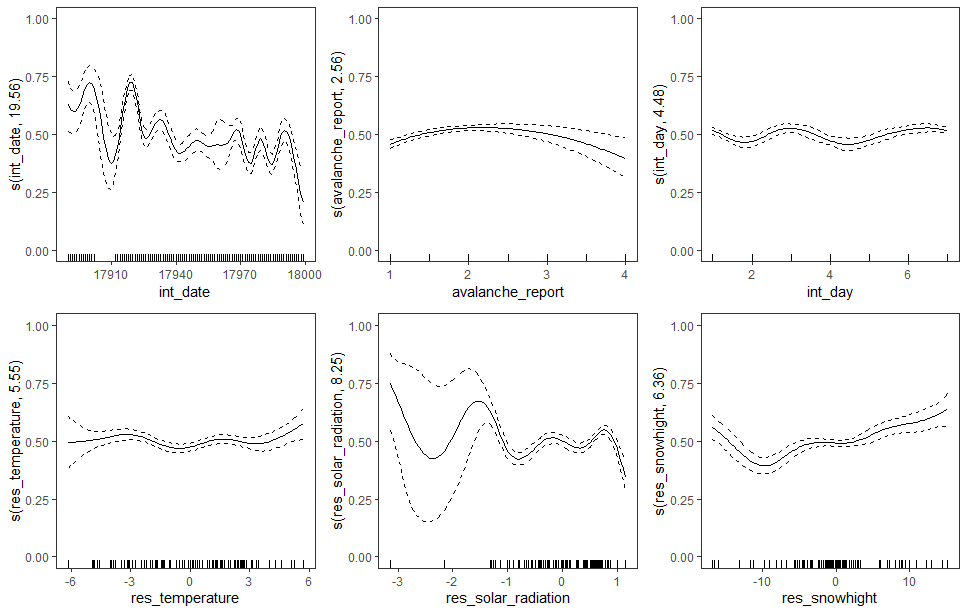 s(int_date, 19.56)
1.00
0.75
0.50
0.25
0.00
17910 17940 17970 18000
int_date
s(avalanche_report, 2.56)
1.00
0.75
0.50
0.25
0.00
1 2 3 4
avalanche_report
s(int_day, 4.48)
1.00
0.75
0.50
0.25
0.00
2 4 6
int_day
s(res_temperature, 5.55)
1.00
0.75
0.50
0.25
0.00
-6 -3 0 3 6
res_temperature
s(res_solar_radiation, 8.25)
1.00
0.75
0.50
0.25
0.00
-3 -2 -1 0 1
res_solar_radiation
s(res_snowhight, 6.36)
1.00
0.75
0.50
0.25
0.00
-10 0 10
res_snowhight